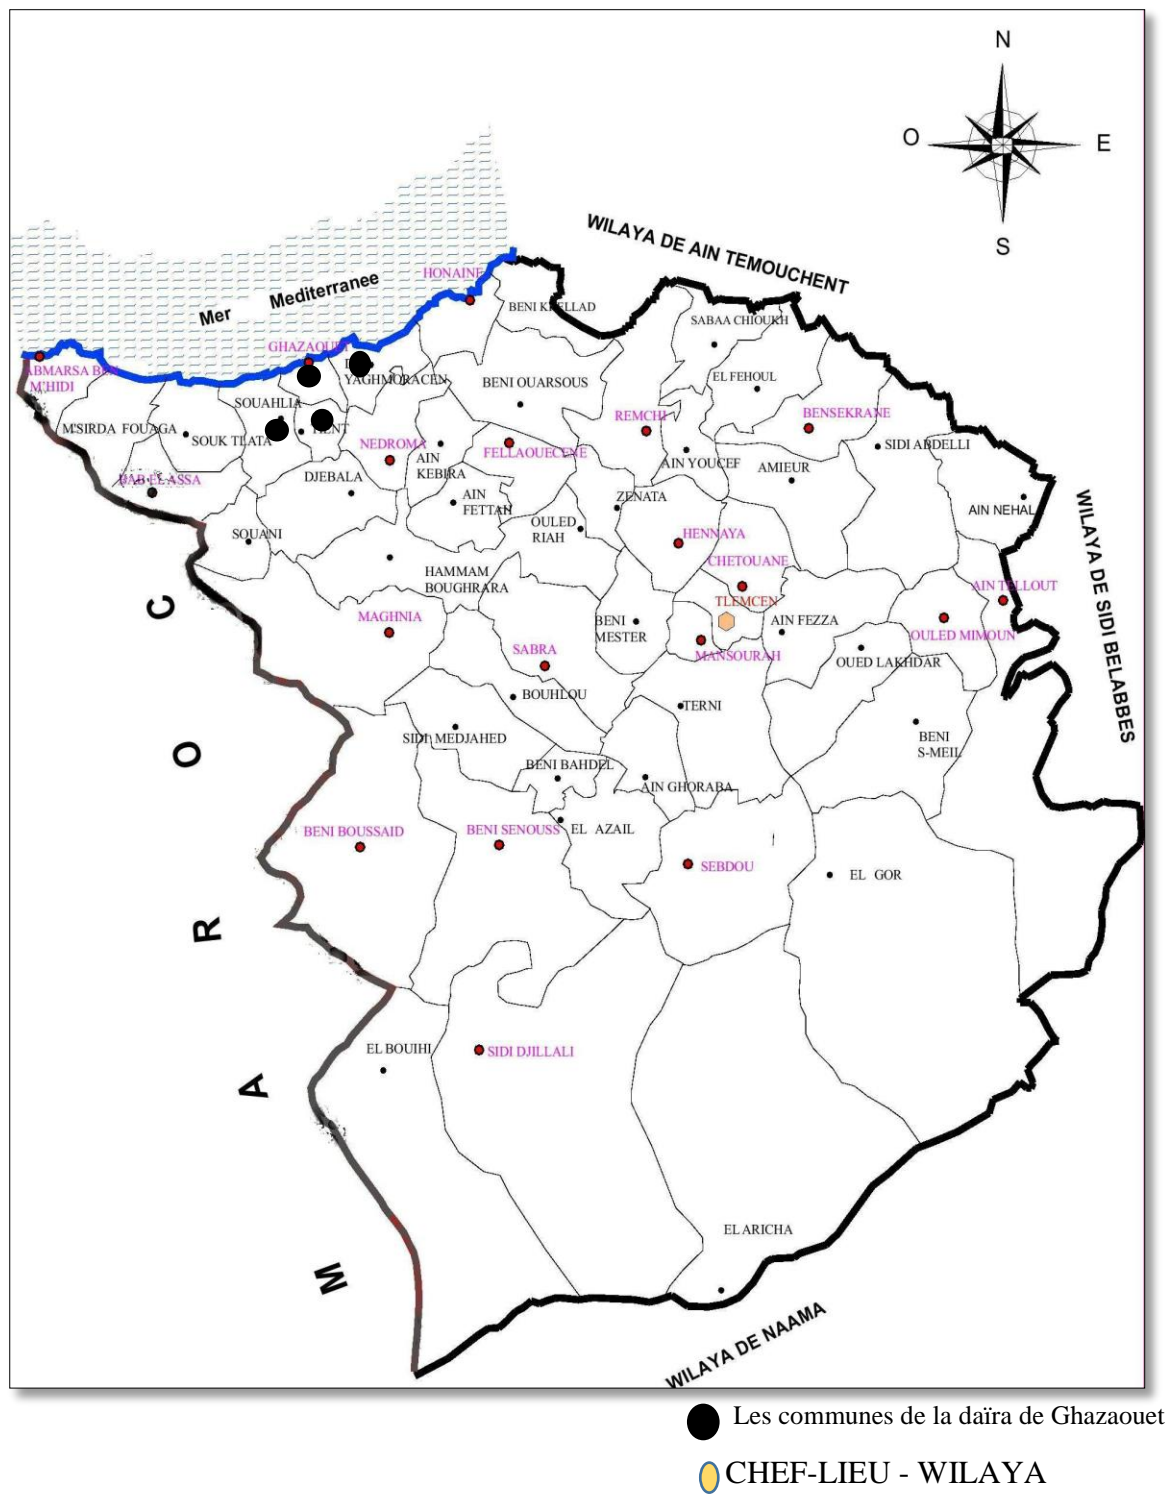 N
O
E
S
WILAYA DE AIN TEMOUCHENT
Mer Mediterranee
HONAINE
BENI KHELLAD
SABAA CHIOUKH
GHAZAOUET
M'HIDI
YAGHMORACEN
BENI OUARSOUS
EL FEHOUL
SOUAHLIA
REMCHI
BENSEKRANE
M'SIRDA FOUAGA
SOUK TLATA
TIENT
NEDROMA
FELLAOUECENE
SIDI ABDELLI
AIN
KEBIRA
AIN YOUCEF
AMIEUR
BAB EL ASSA
DJEBALA
AIN
FETTAH
ZENATA
AIN NEHAL
OULED
RIAH
SOUANI
HENNAYA
CHETOUANE
HAMMAM
BOUGHRARA
AIN TELLOUT
TLEMCEN
MAGHNIA
BENI
MESTER
AIN FEZZA
OULED MIMOUN
SABRA
MANSOURAH
OUED LAKHDAR
BOUHLOU
TERNI
SIDI MEDJAHED
BENI
S-MEIL
BENI BAHDEL
AIN GHORABA
BENI BOUSSAID
BENI SENOUSS
EL AZAIL
SEBDOU
EL GOR
EL BOUIHI
SIDI DJILLALI
EL ARICHA
WILAYA DE SIDI BELABBES
M A R O C
WILAYA DE NAAMA
Les communes de la daïra de Ghazaouet
CHEF-LIEU - WILAYA